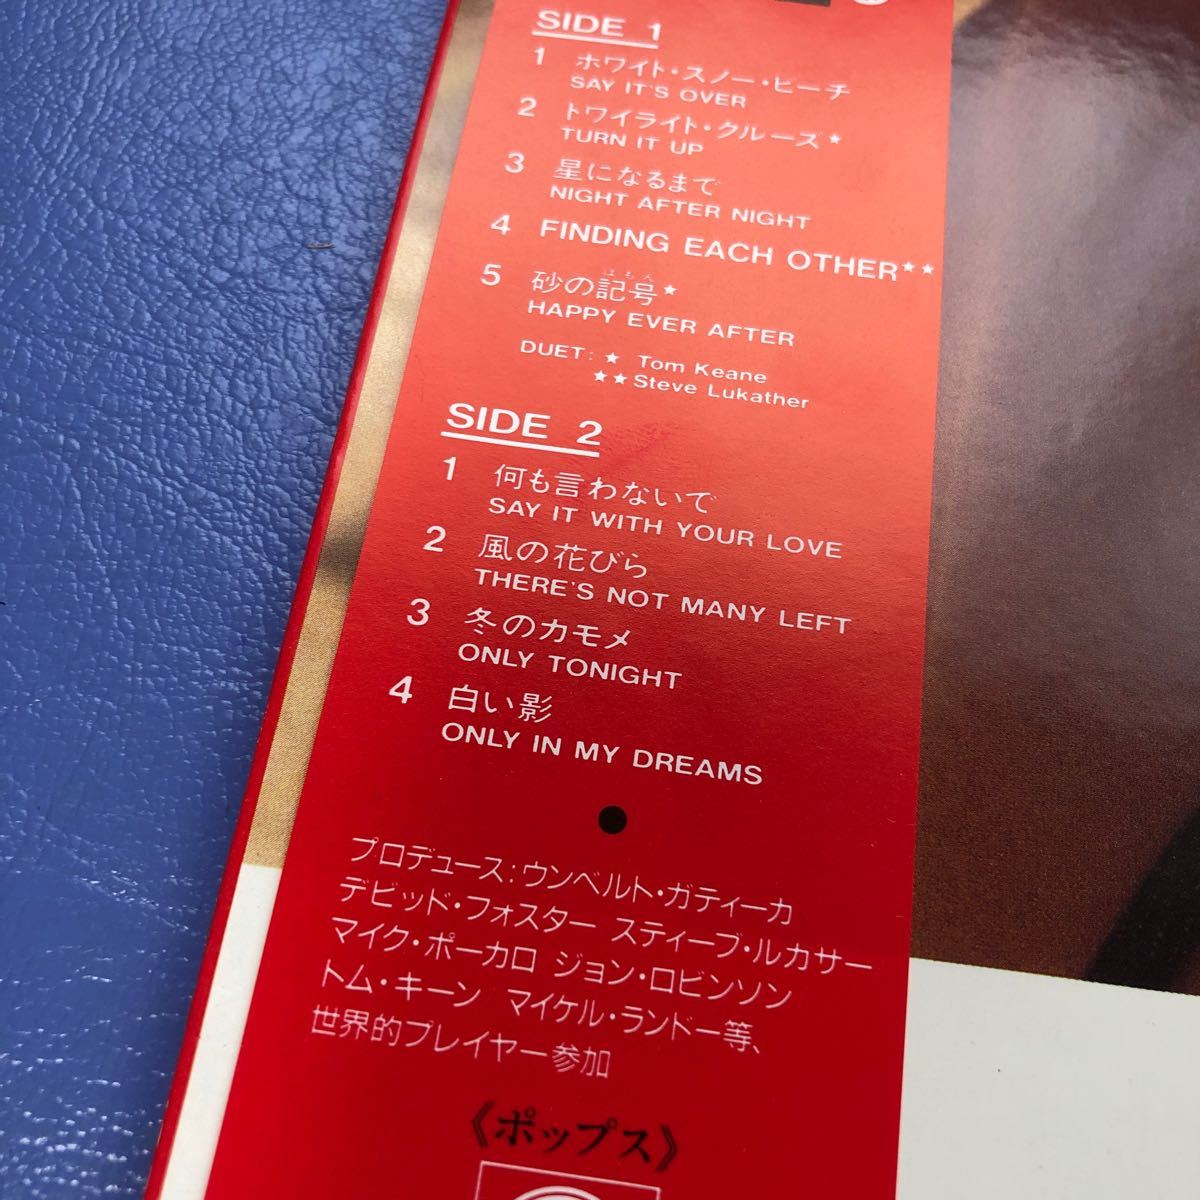 SIDE 1
1 ホワイト・スノー・ビーチ
SAY IT'S OVER
2 トワイライト・クルーズ★
TURN IT UP
3 星になるまで
NIGHT AFTER NIGHT
4 FINDING EACH OTHER★★
はもん
5 砂の記号★
HAPPY EVER AFTER
DUET: ★ Tom Keane
★★Steve Lukather
SIDE 2
1 何も言わないで
SAY IT WITH YOUR LOVE
2 風の花びら
THERE'S NOT MANY LEFT
3 冬のカモメ
ONLY TONIGHT
4 白い影
ONLY IN MY DREAMS
プロデュース:ウンベルト・ガティーカ
デビッド・フォスター スティーブ・ルカサー
マイク・ポーカロ ジョン・ロビンソン
トム・キーン マイケル・ランドー等、
世界的プレイヤー参加
《ポップス》